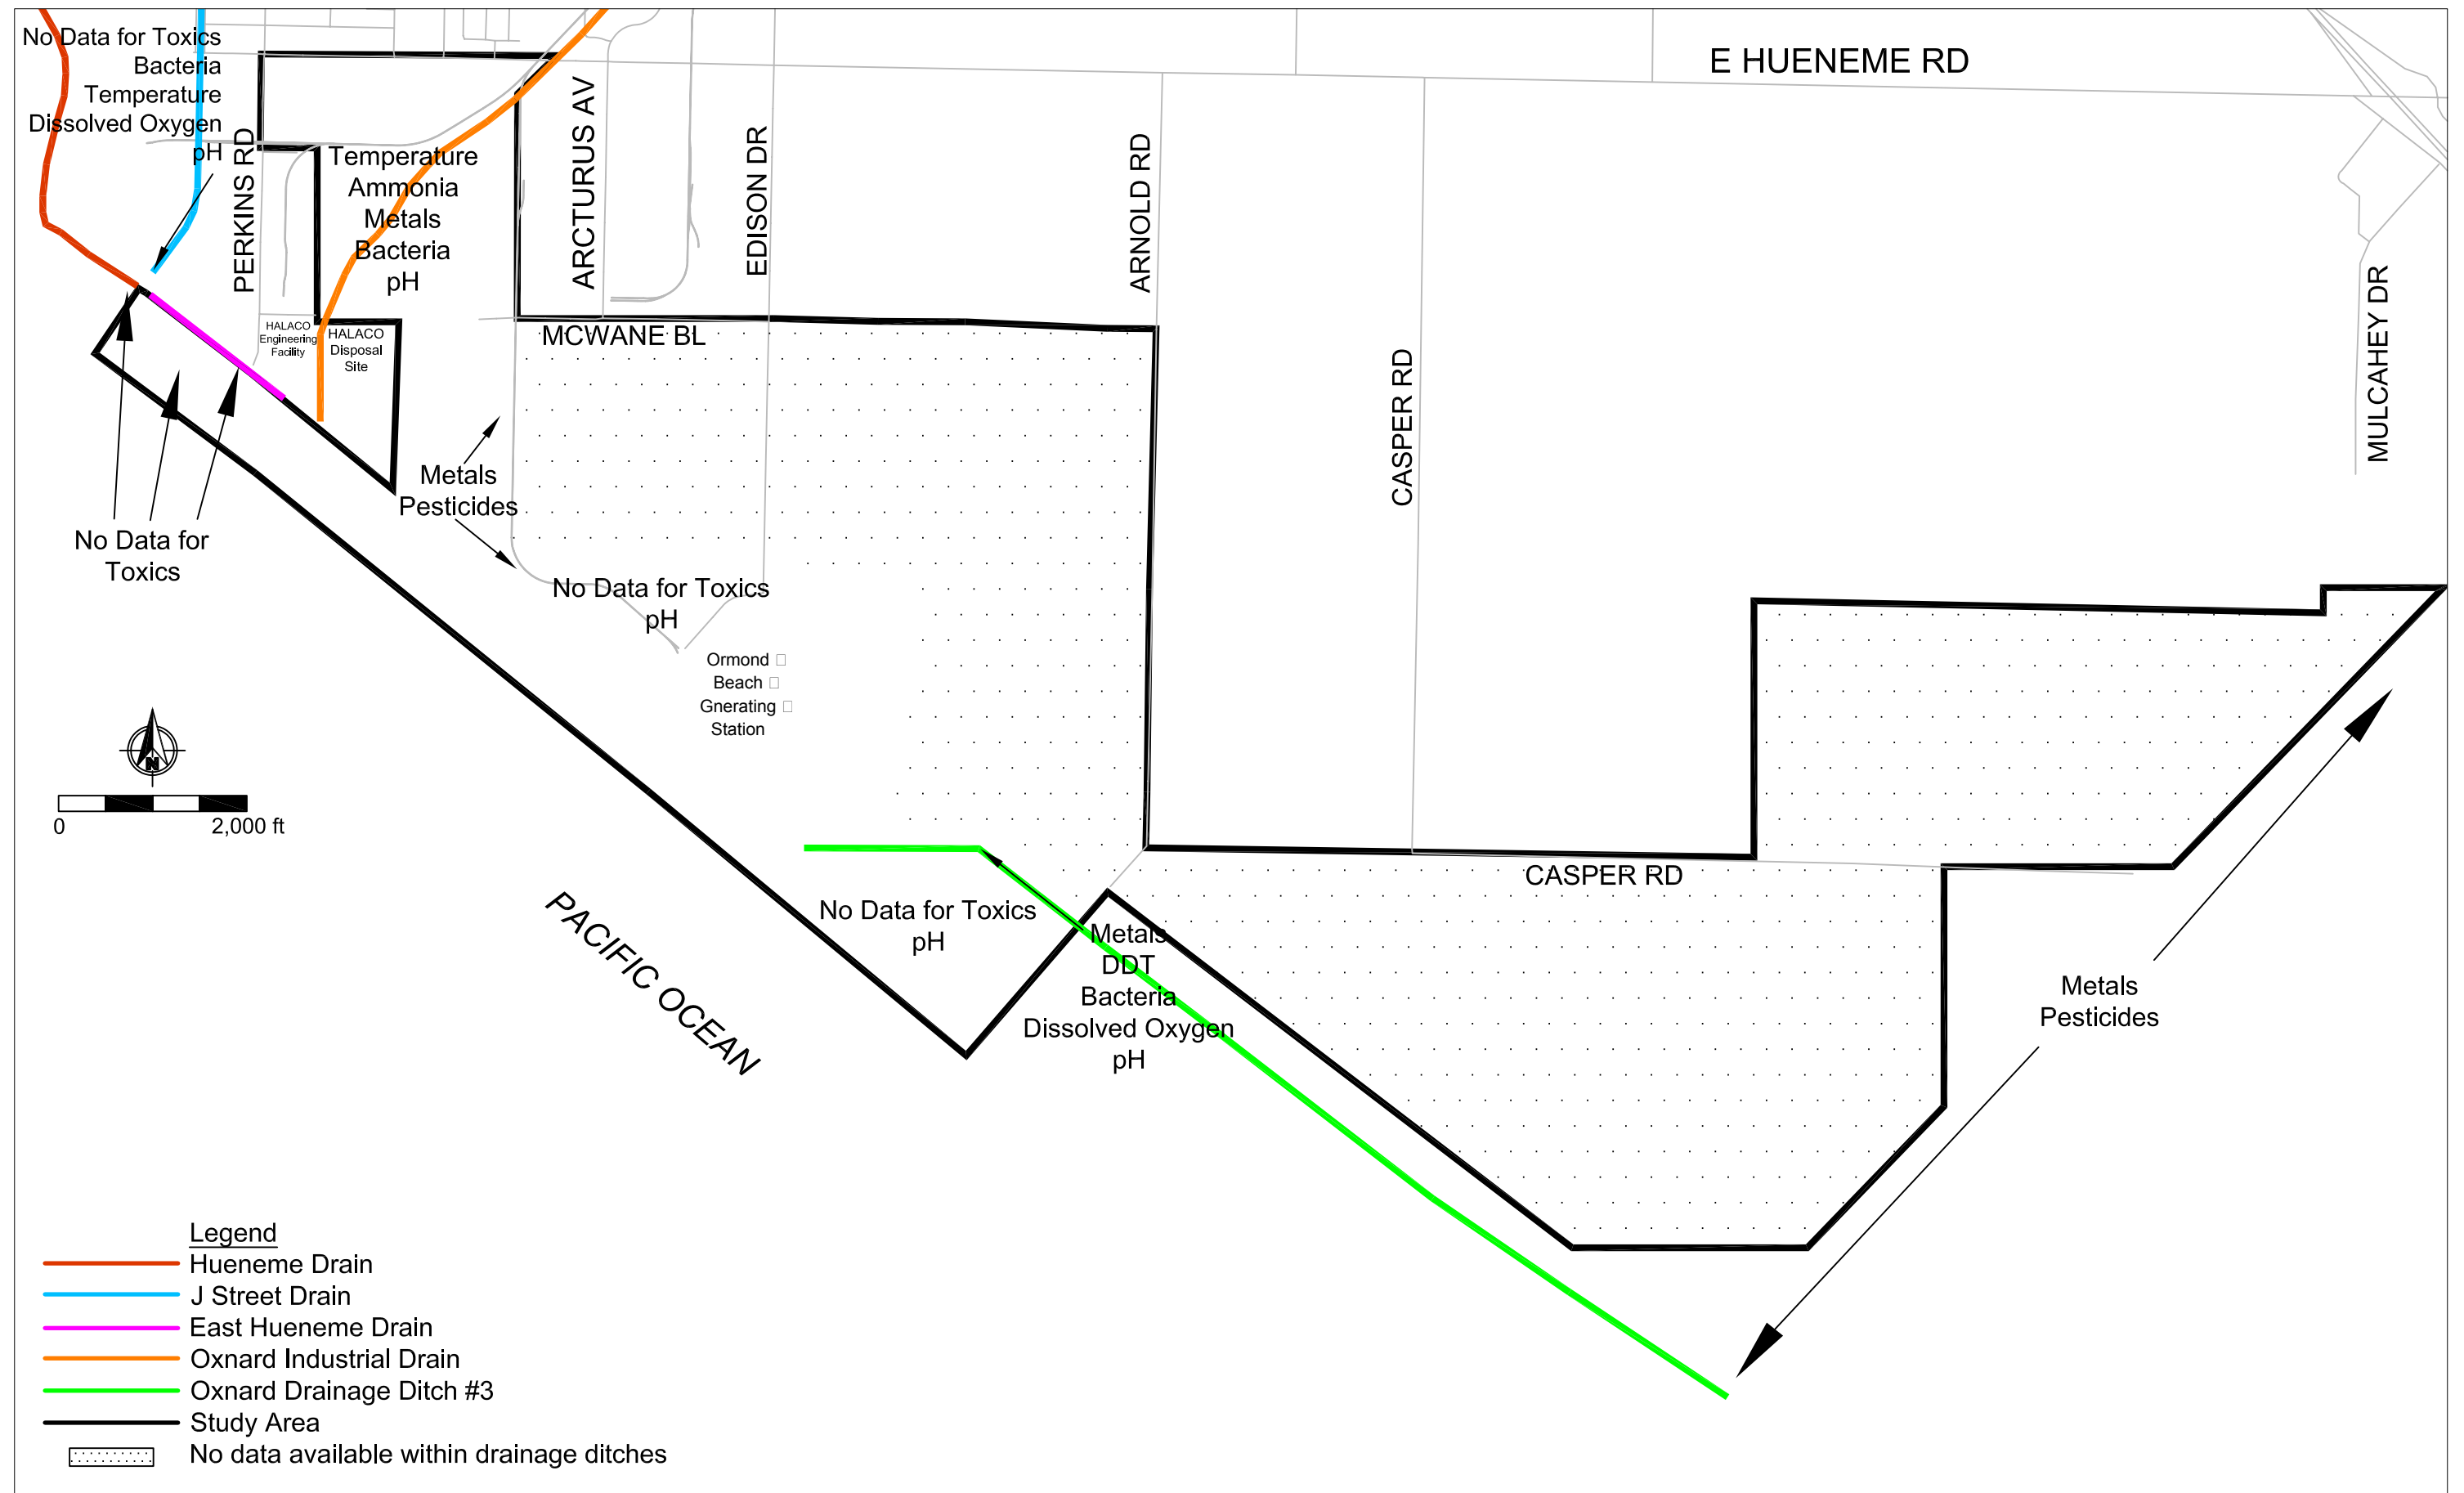 No Data for Toxics
Bacteria
Temperature
Dissolved Oxygen
pH
E HUENEME RD
PERKINS RD
Temperature
Ammonia
Metals
Bacteria
pH
ARCTURUS AV
EDISON DR
ARNOLD RD
CASPER RD
MULCAHEY DR
HALACO
Engineering
Facility
HALACO
Disposal
Site
MCWANE BL
Metals
Pesticides
No Data for
Toxics
No Data for Toxics
pH
Ormond
Beach
Gnerating
Station
N
0 2,000 ft
CASPER RD
No Data for Toxics
pH
Metals
DDT
Bacteria
Dissolved Oxygen
pH
PACIFIC OCEAN
Metals
Pesticides
Legend
Hueneme Drain
J Street Drain
East Hueneme Drain
Oxnard Industrial Drain
Oxnard Drainage Ditch #3
Study Area
No data available within drainage ditches